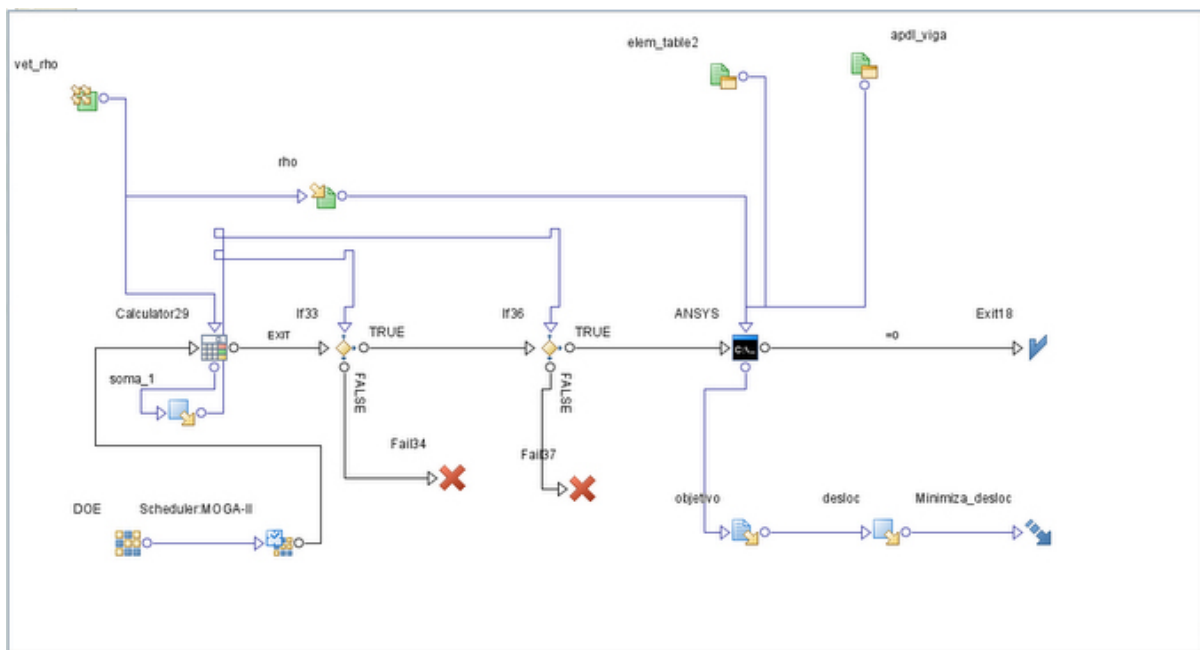 elem_table2
apdl_viga
vet_rho
rho
Calculator29
If33
If36
ANSYS
Exit18
EXIT
TRUE
TRUE
=0
C:\..
soma_1
FALSE
FALSE
Fail34
Fail37
DOE
Scheduler:MOGA-II
objetivo
desloc
Minimiza_desloc